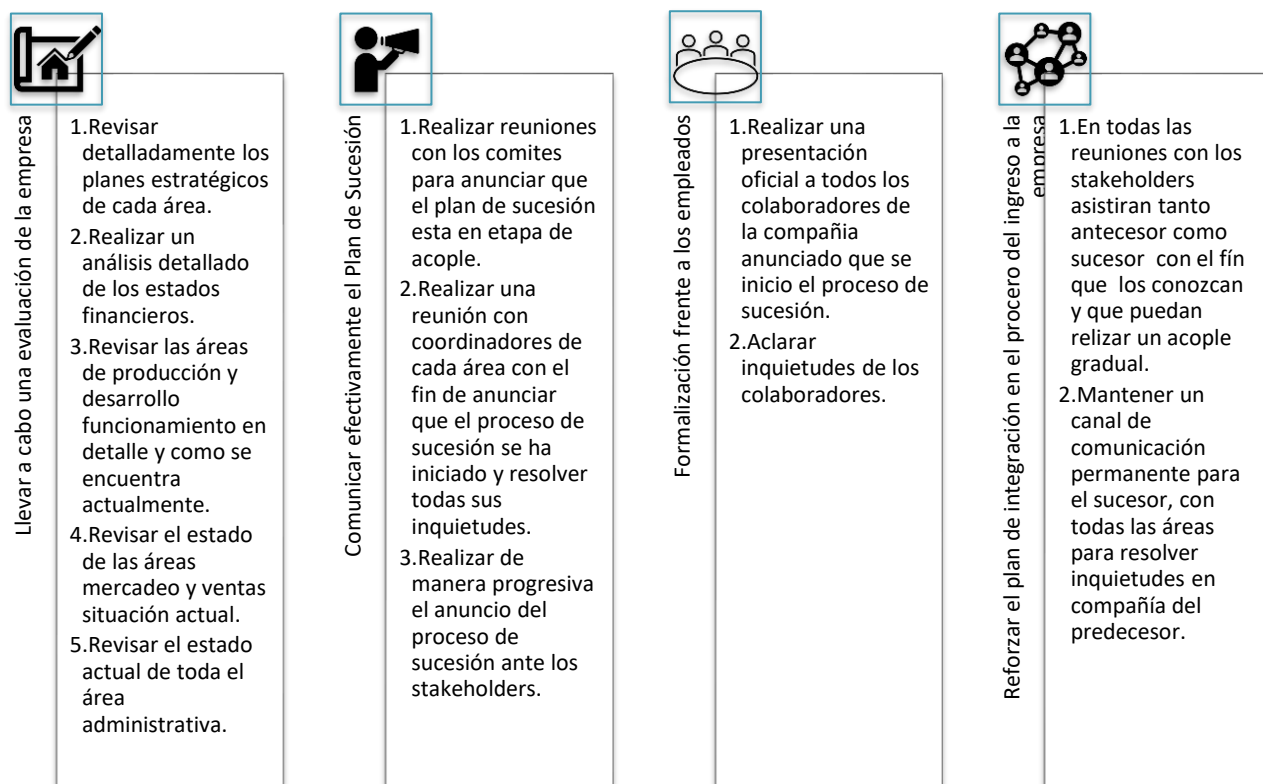 Llevar a cabo una evaluación de la empresa
1.Revisar
detalladamente los
planes estratégicos
de cada área.
2.Realizar un
análisis detallado
de los estados
financieros.
3.Revisar las áreas
de producción y
desarrollo
funcionamiento en
detalle y como se
encuentra
actualmente.
4.Revisar el estado
de las áreas
mercadeo y ventas
situación actual.
5.Revisar el estado
actual de toda el
área
administrativa.
Comunicar efectivamente el Plan de Sucesión
1.Realizar reuniones
con los comites
para anunciar que
el plan de sucesión
esta en etapa de
acople.
2.Realizar una
reunión con
coordinadores de
cada área con el
fin de anunciar
que el proceso de
sucesión se ha
iniciado y resolver
todas sus
inquietudes.
3.Realizar de
manera progresiva
el anuncio del
proceso de
sucesión ante los
stakeholders.
Formalización frente a los empleados
1.Realizar una
presentación
oficial a todos los
colaboradores de
la compañia
anunciado que se
inicio el proceso de
sucesión.
2.Aclarar
inquietudes de los
colaboradores.
Reforzar el plan de integración en el procero del ingreso a la
empresa
1.En todas las
reuniones con los
stakeholders
asistiran tanto
antecesor como
sucesor  con el fín
que  los conozcan
y que puedan
relizar un acople
gradual.
2.Mantener un
canal de
comunicación
permanente para
el sucesor, con
todas las áreas
para resolver
inquietudes en
compañía del
predecesor.